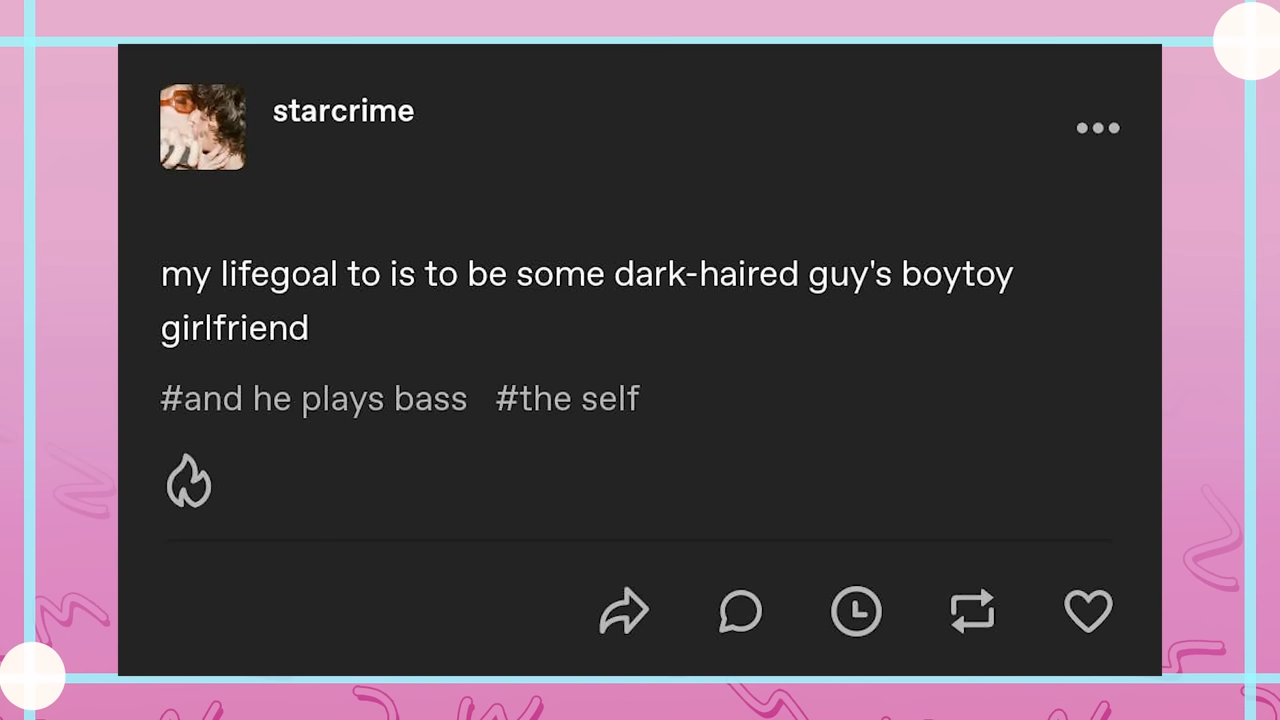 starcrime
my lifegoal to is to be some dark-haired guy's boytoy
girlfriend
#and he plays bass #the self